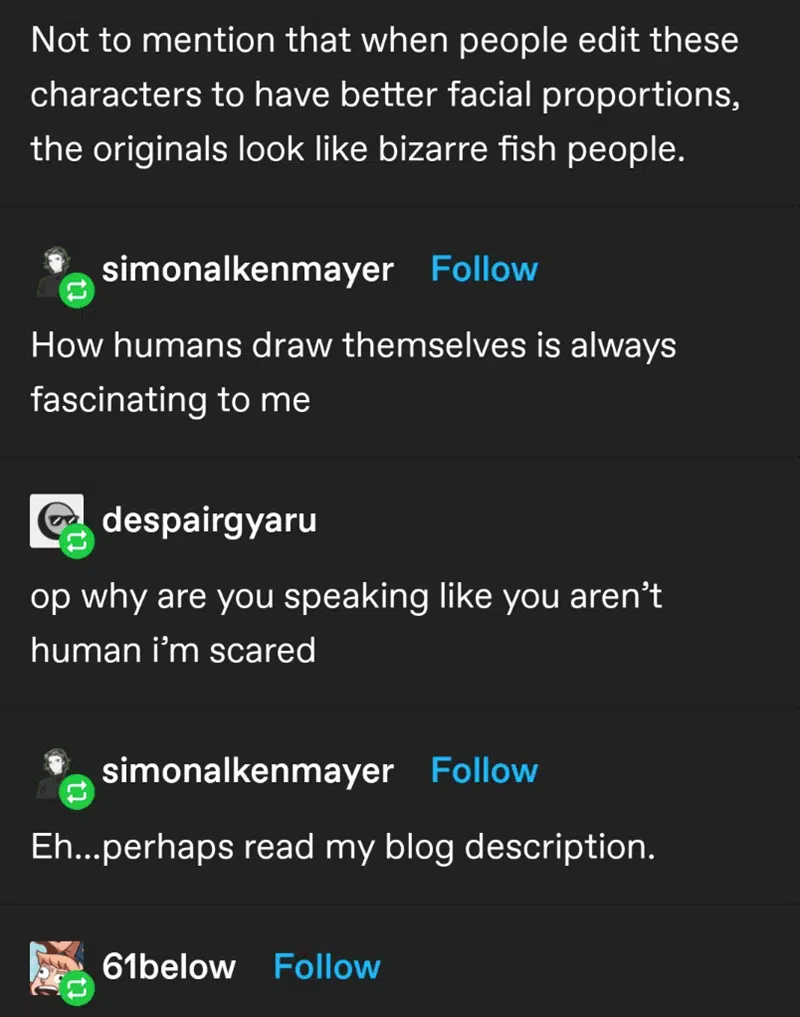 Not to mention that when people edit these
characters to have better facial proportions,
the originals look like bizarre fish people.
simonalkenmayer Follow
How humans draw themselves is always
fascinating to me
despairgyaru
op why are you speaking like you aren’t
human i’m scared
simonalkenmayer Follow
Eh...perhaps read my blog description.
61below Follow